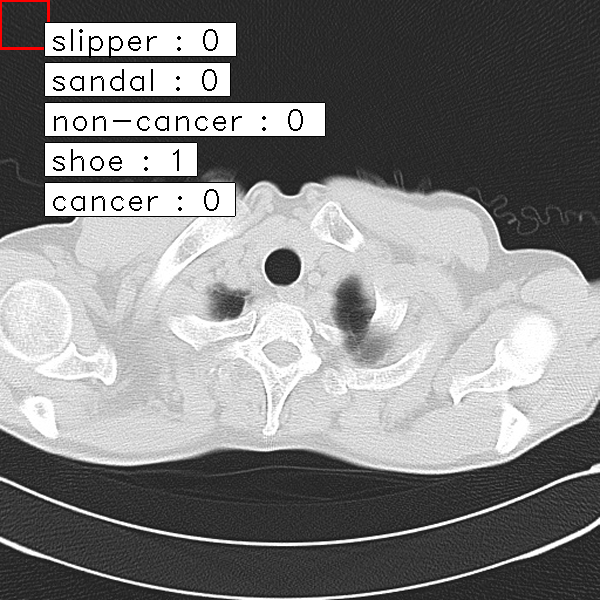 slipper : 0
sandal : 0
non-cancer : 0
shoe : 1
cancer : 0